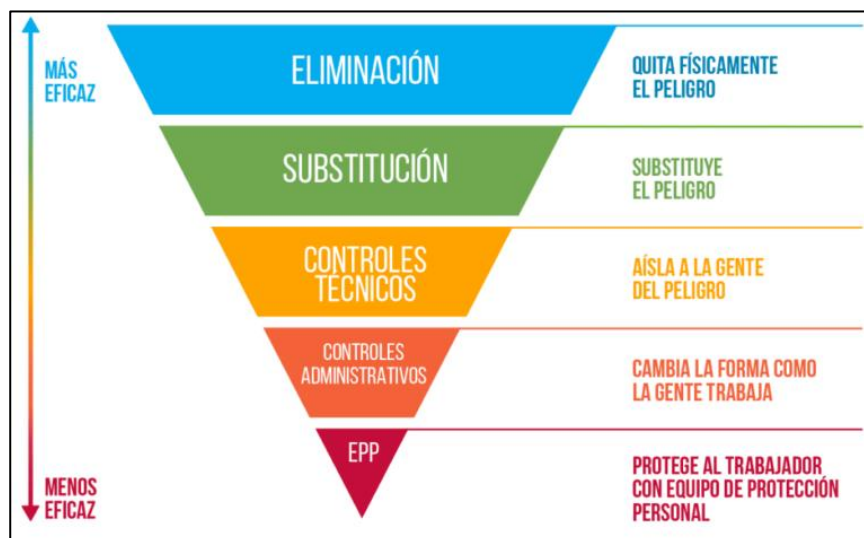 MÁS
EFICAZ
ELIMINACIÓN
QUITA FÍSICAMENTE
EL PELIGRO
SUBSTITUCIÓN
SUBSTITUYE
EL PELIGRO
CONTROLES
TÉCNICOS
AÍSLA A LA GENTE
DEL PELIGRO
CONTROLES
ADMINISTRATIVOS
CAMBIA LA FORMA COMO
LA GENTE TRABAJA
EPP
PROTEGE AL TRABAJADOR
CON EQUIPO DE PROTECCIÓN
PERSONAL
MENOS
EFICAZ